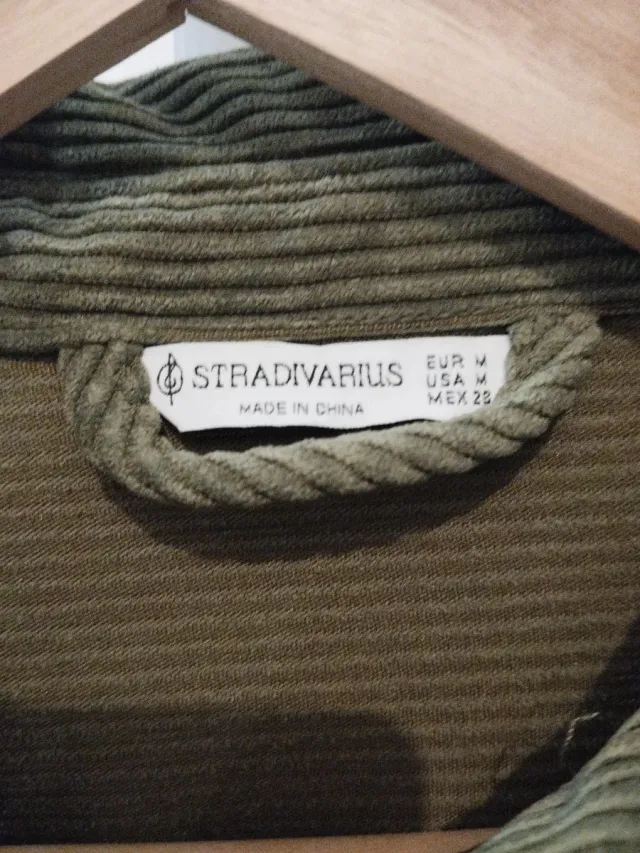 STRADIVARIUS
MADE IN CHINA
EUR M
USA M
MEX 28